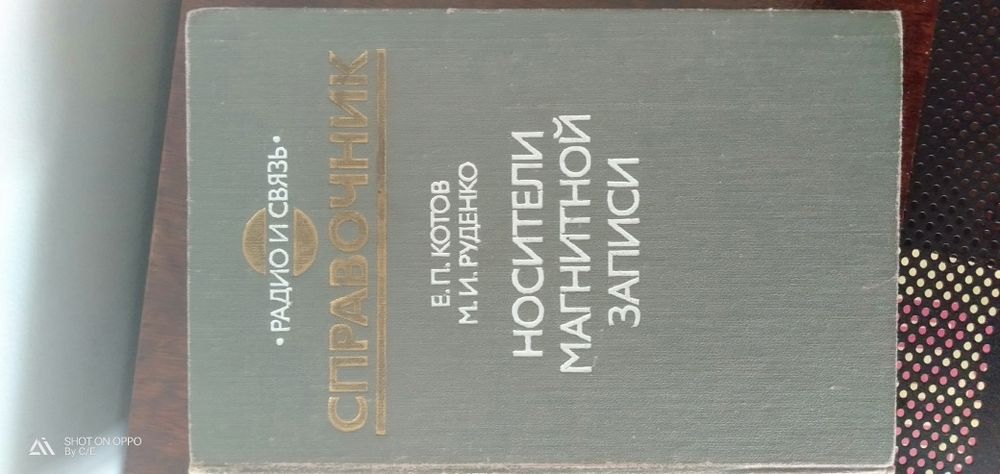 • РАДИО И СВЯЗЬ •
СПРАВОЧНИК
Е.П. КОТОВ
М.И. РУДЕНКО
НОСИТЕЛИ
МАГНИТНОЙ
ЗАПИСИ
SHOT ON OPPO
By C/E